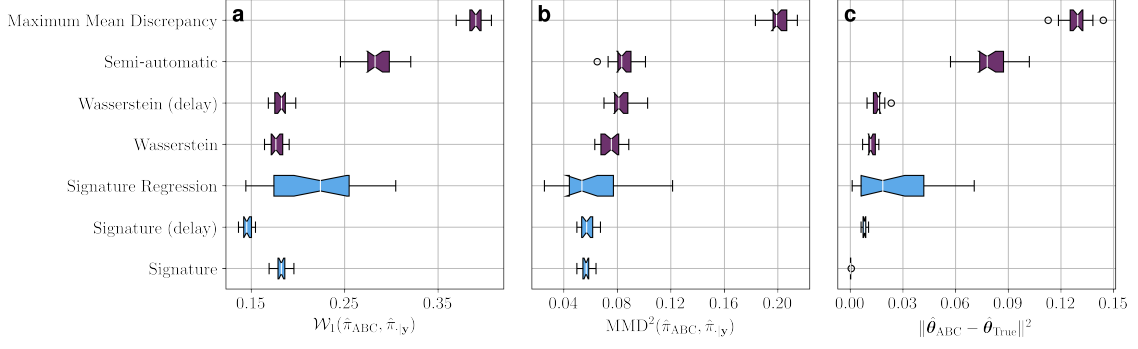 a
b
c
Maximum Mean Discrepancy
Semi-automatic
Wasserstein (delay)
Wasserstein
Signature Regression
Signature (delay)
Signature
0.15 0.25 0.35
0.04 0.08 0.12 0.16 0.20
0.00 0.03 0.06 0.09 0.12 0.15
𝒲₁(π̂_ABC, π̂_·|𝐲)
MMD²(π̂_ABC, π̂_·|𝐲)
‖𝛉̂_ABC − 𝛉̂_True‖²